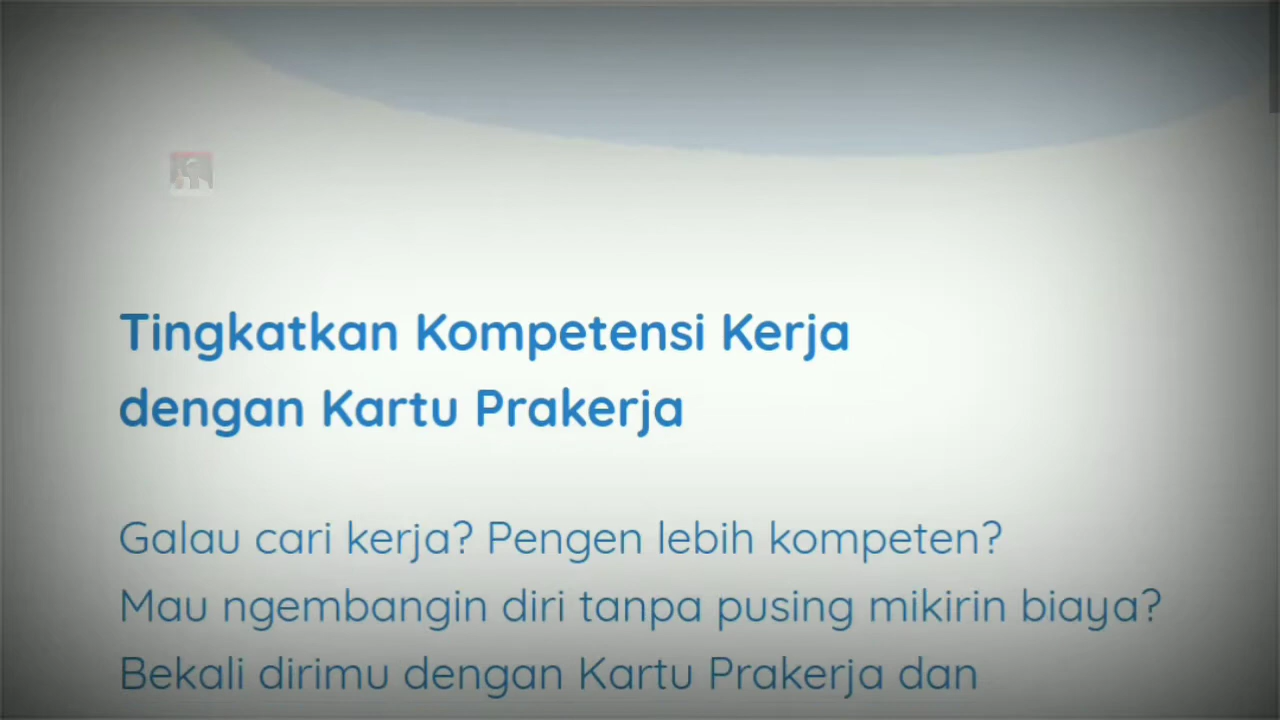 Tingkatkan Kompetensi Kerja
dengan Kartu Prakerja
Galau cari kerja? Pengen lebih kompeten?
Mau ngembangin diri tanpa pusing mikirin biaya?
Bekali dirimu dengan Kartu Prakerja dan